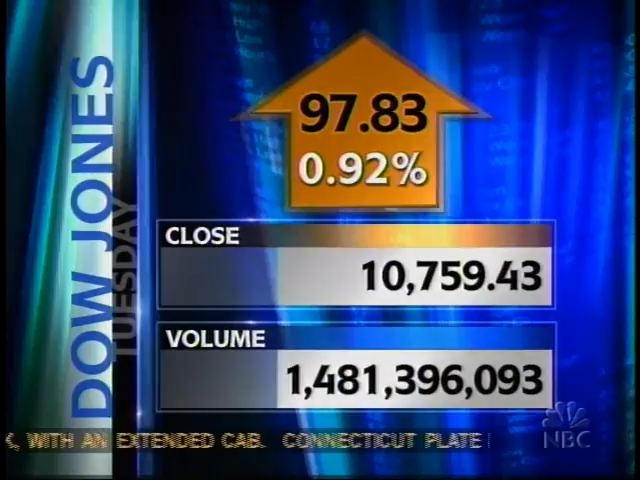 DOW JONES
TUESDAY
97.83
0.92%
CLOSE
10,759.43
VOLUME
1,481,396,093
, WITH AN EXTENDED CAB. CONNECTICUT PLATE
NBC